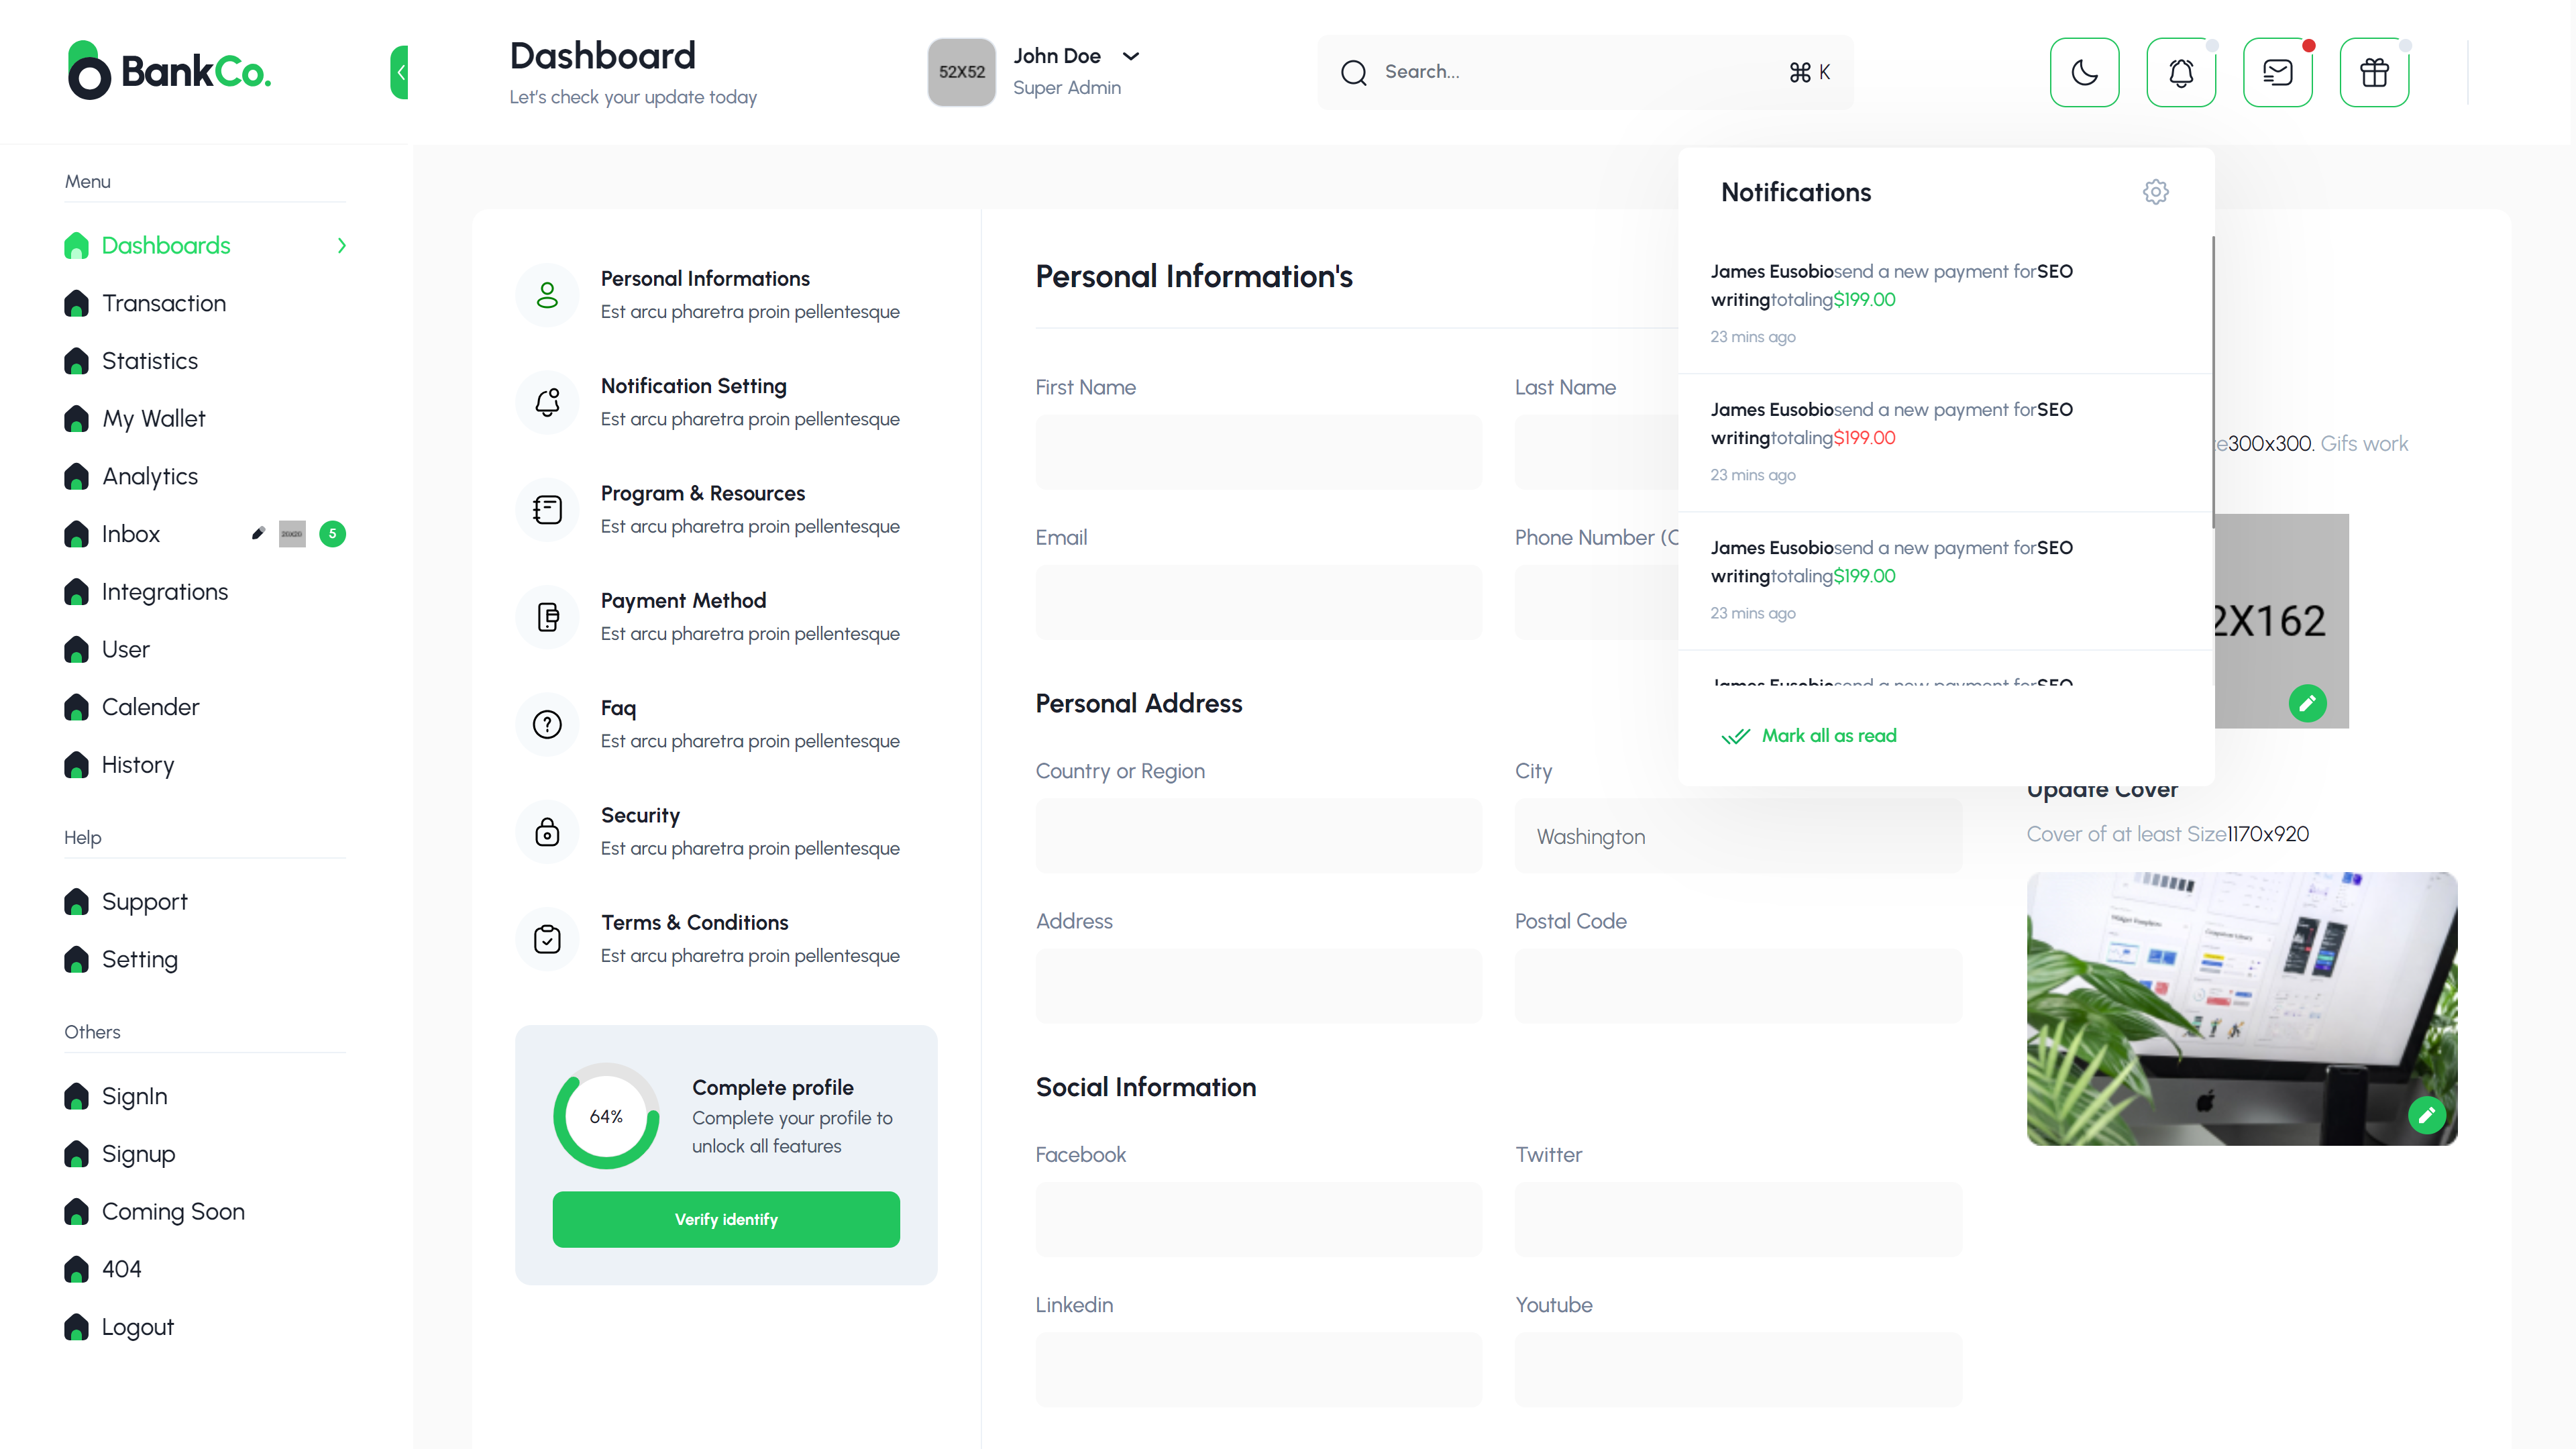 BankCo.
Dashboard
Let's check your update today
52X52
John Doe
Super Admin
Search...
⌘ K
Menu
Dashboards
Transaction
Statistics
My Wallet
Analytics
Inbox
20x20
5
Integrations
User
Calender
History
Help
Support
Setting
Others
SignIn
Signup
Coming Soon
404
Logout
Personal Informations
Est arcu pharetra proin pellentesque
Notification Setting
Est arcu pharetra proin pellentesque
Program & Resources
Est arcu pharetra proin pellentesque
Payment Method
Est arcu pharetra proin pellentesque
Faq
Est arcu pharetra proin pellentesque
Security
Est arcu pharetra proin pellentesque
Terms & Conditions
Est arcu pharetra proin pellentesque
64%
Complete profile
Complete your profile to
unlock all features
Verify identify
Personal Information's
First Name
Last Name
Email
Phone Number (
Personal Address
Country or Region
City
Washington
Address
Postal Code
Social Information
Facebook
Twitter
Linkedin
Youtube
Notifications
James Eusobiosend a new payment forSEO
writingtotaling$199.00
23 mins ago
James Eusobiosend a new payment forSEO
writingtotaling$199.00
23 mins ago
James Eusobiosend a new payment forSEO
writingtotaling$199.00
23 mins ago
James Eusobiosend a new payment forSEO
Mark all as read
300x300. Gifs work
2X162
Update Cover
Cover of at least Size1170x920